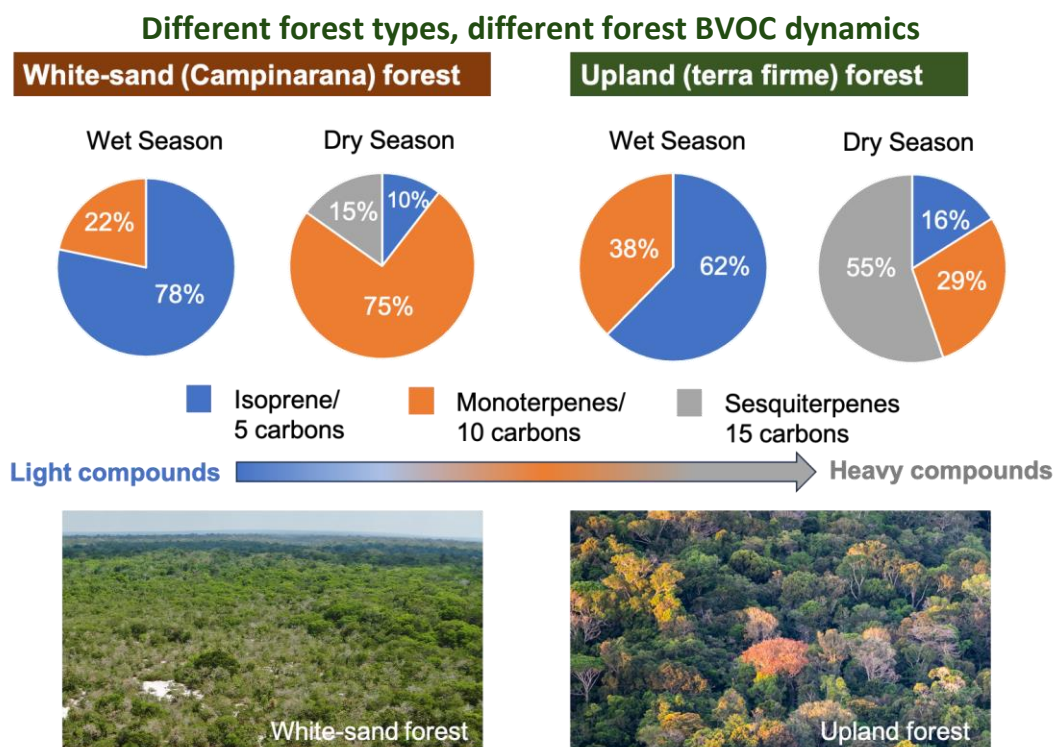 Different forest types, different forest BVOC dynamics
White-sand (Campinarana) forest
Upland (terra firme) forest
Wet Season
Dry Season
Wet Season
Dry Season
22%
78%
15%
10%
75%
38%
62%
16%
55%
29%
Isoprene/
5 carbons
Monoterpenes/
10 carbons
Sesquiterpenes
15 carbons
Light compounds
Heavy compounds
White-sand forest
Upland forest